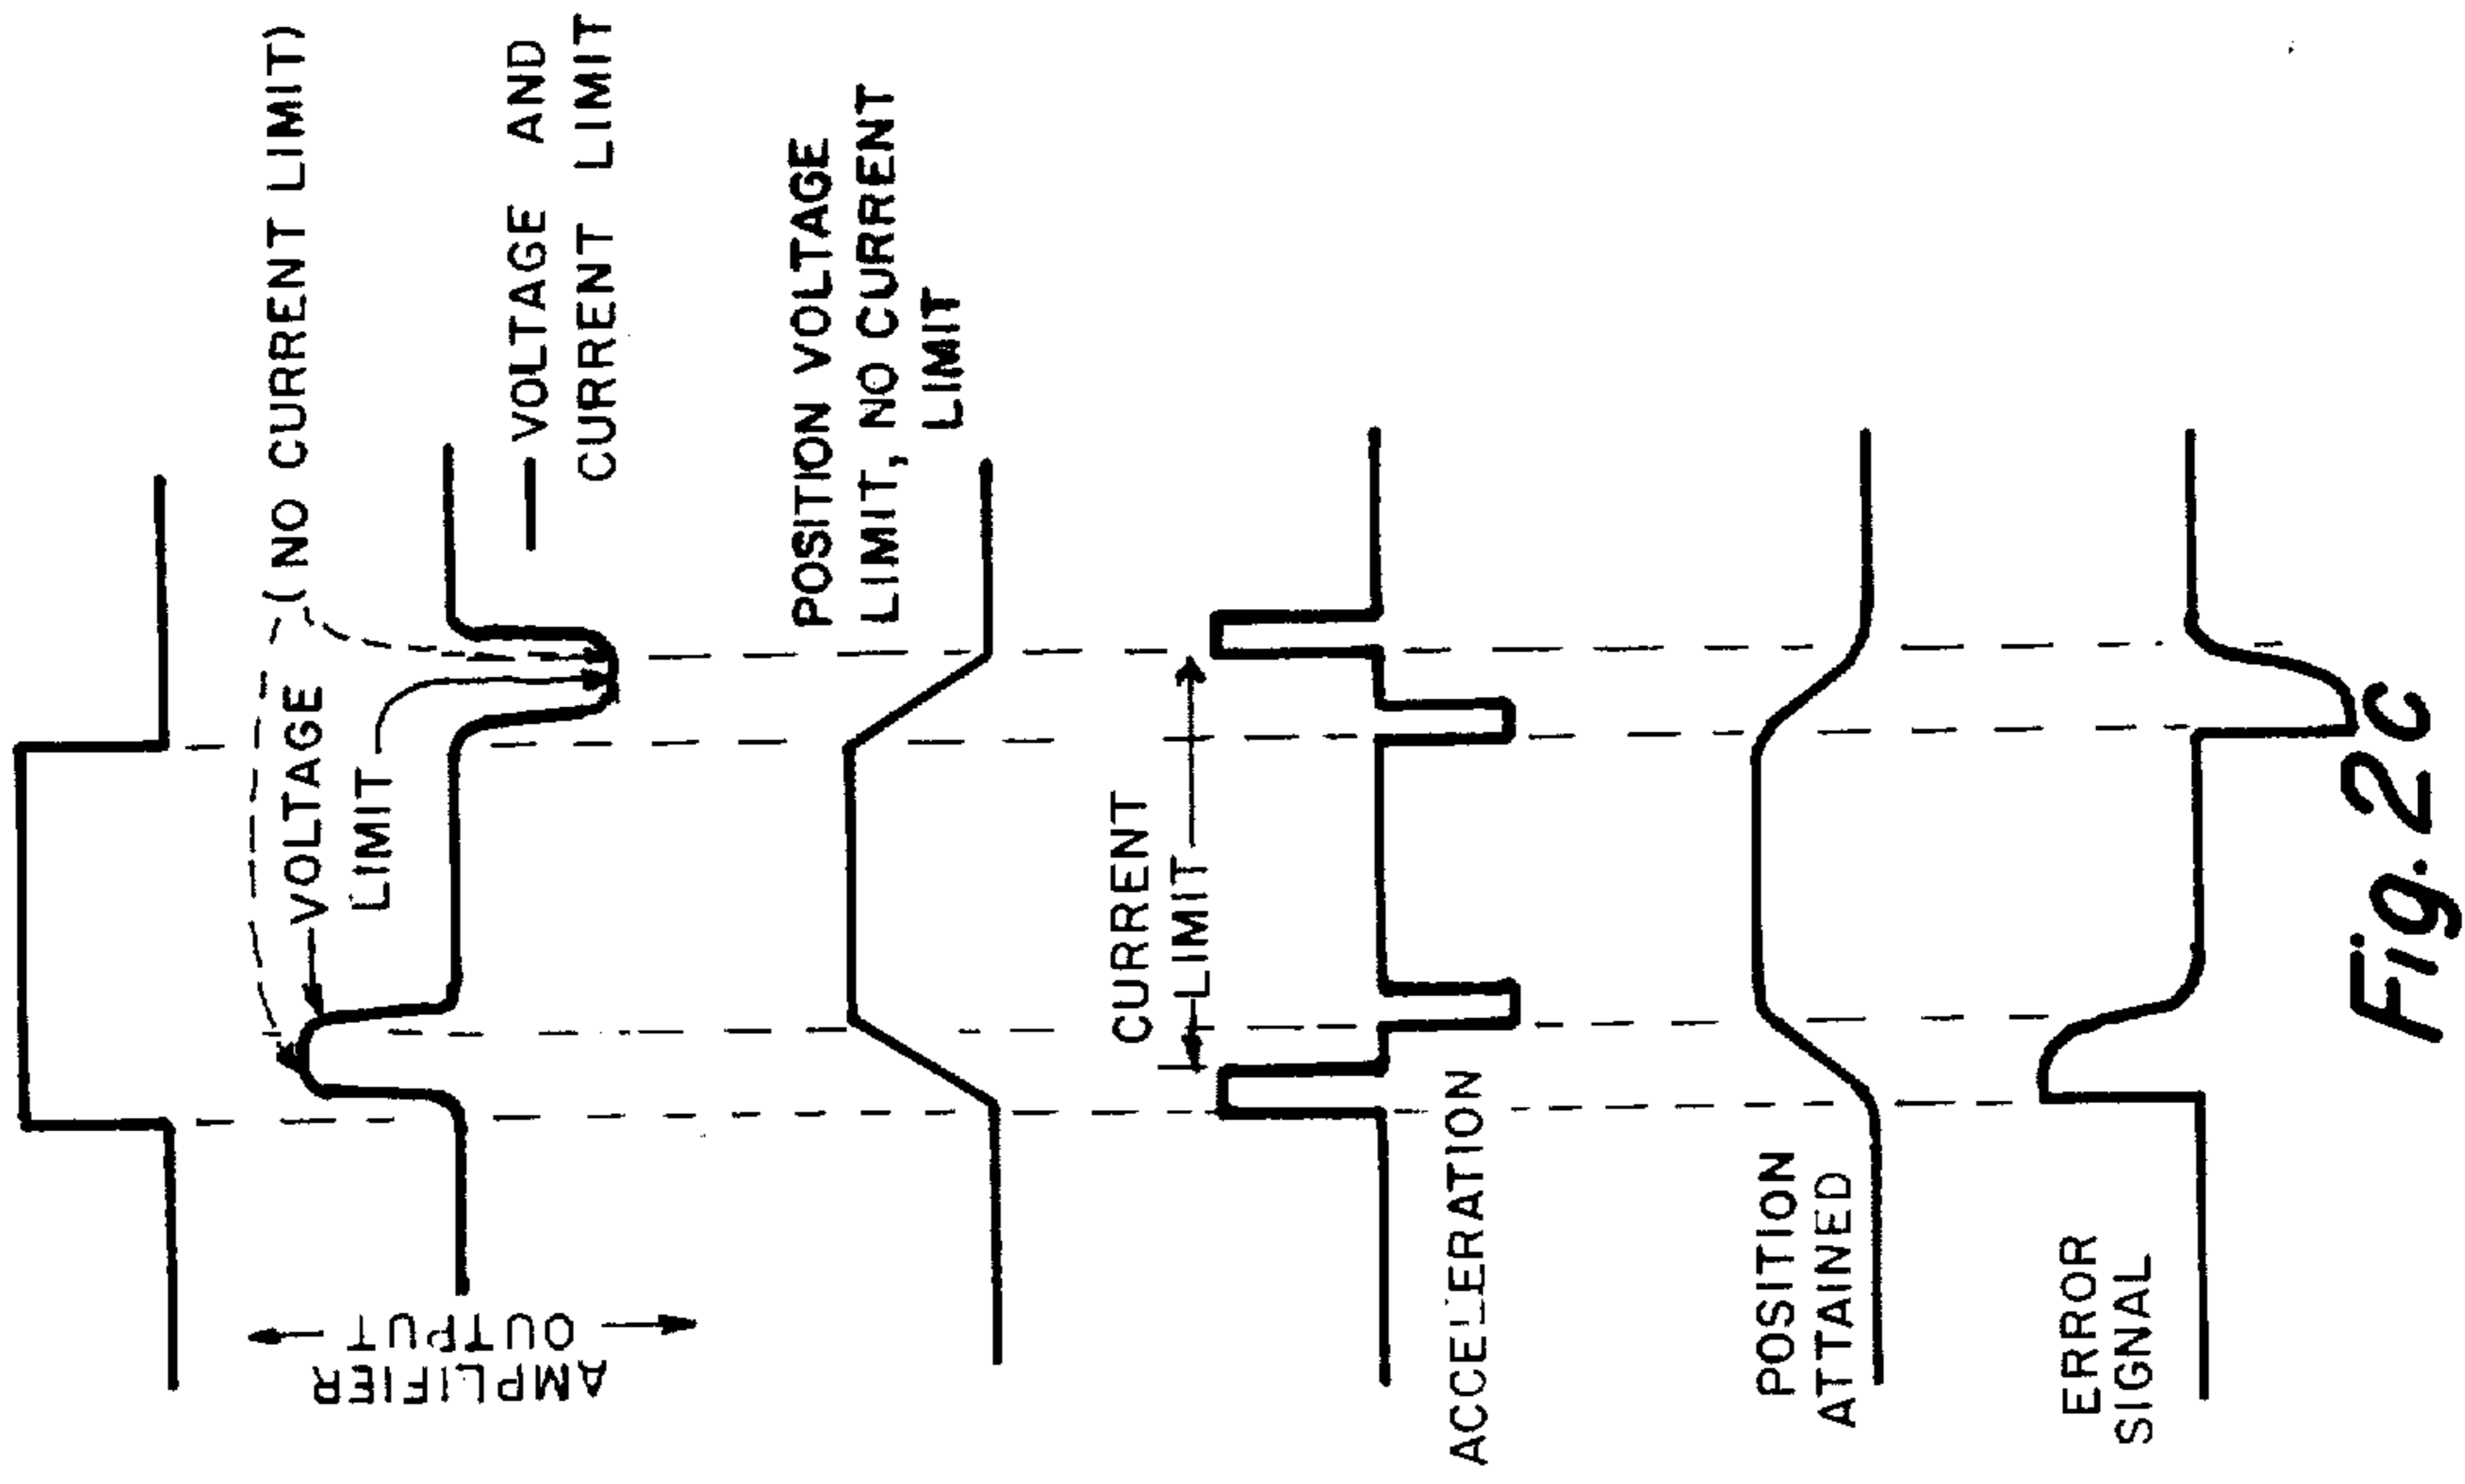 (NO CURRENT LIMIT)
VOLTAGE
LIMIT
AMPLIFIER
OUTPUT
VOLTAGE AND
CURRENT LIMIT
POSITION VOLTAGE
LIMIT, NO CURRENT
LIMIT
CURRENT
LIMIT
ACCELERATION
POSITION
ATTAINED
ERROR
SIGNAL
Fig. 2C